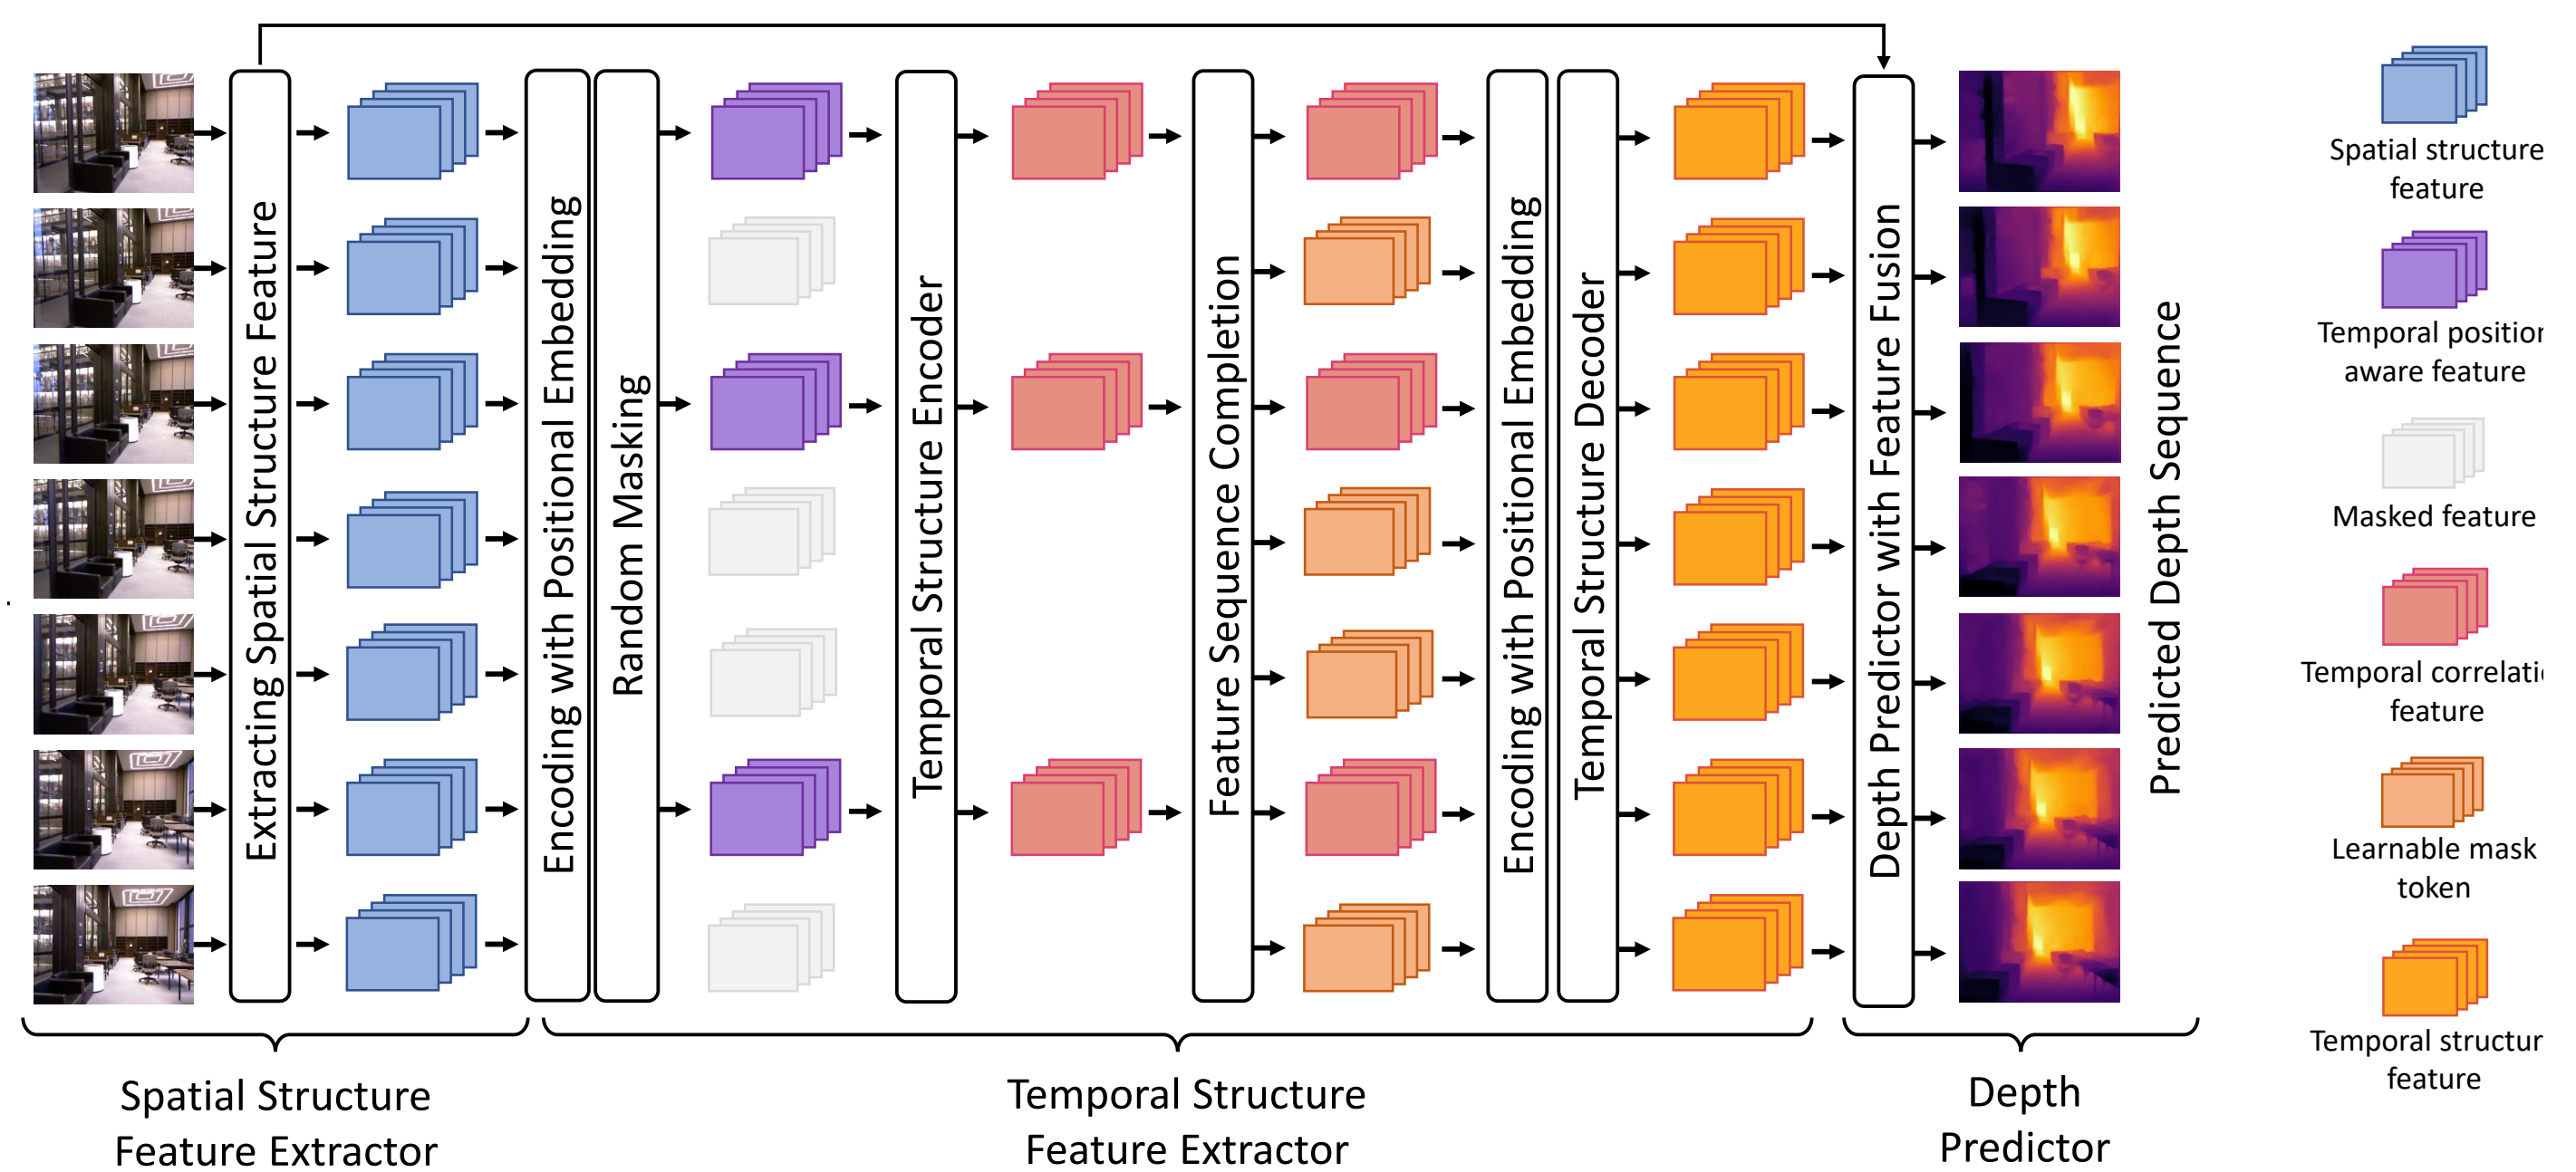 Extracting Spatial Structure Feature
Encoding with Positional Embedding
Random Masking
Temporal Structure Encoder
Feature Sequence Completion
Encoding with Positional Embedding
Temporal Structure Decoder
Depth Predictor with Feature Fusion
Predicted Depth Sequence
Spatial structure
feature
Temporal position
aware feature
Masked feature
Temporal correlati
feature
Learnable mask
token
Temporal structur
feature
Spatial Structure
Feature Extractor
Temporal Structure
Feature Extractor
Depth
Predictor